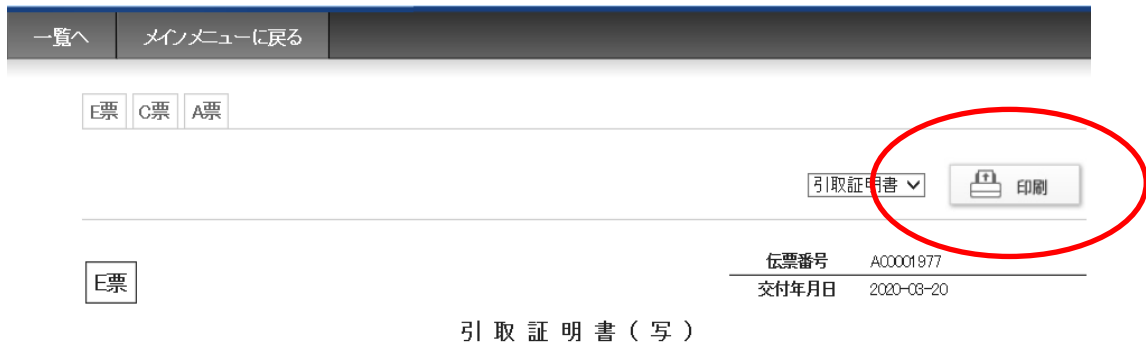 一覧へ メインメニューに戻る
E票 C票 A票
引取証明書 印刷
伝票番号 A00001977
E票
交付年月日 2020-03-20
引取証明書(写)